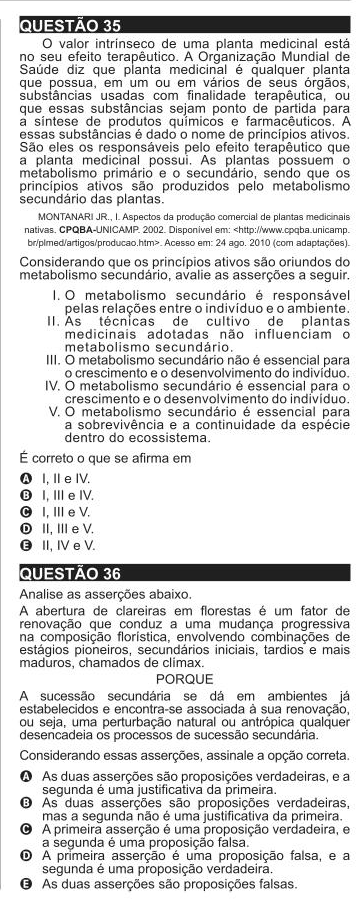 QUESTÃO 35
O valor intrínseco de uma planta medicinal está
no seu efeito terapêutico. A Organização Mundial de
Saúde diz que planta medicinal é qualquer planta
que possua, em um ou em vários de seus órgãos,
substâncias usadas com finalidade terapêutica, ou
que essas substâncias sejam ponto de partida para
a síntese de produtos químicos e farmacêuticos. A
essas substâncias é dado o nome de princípios ativos.
São eles os responsáveis pelo efeito terapêutico que
a planta medicinal possui. As plantas possuem o
metabolismo primário e o secundário, sendo que os
princípios ativos são produzidos pelo metabolismo
secundário das plantas.
MONTANARI JR., I. Aspectos da produção comercial de plantas medicinais
nativas. CPQBA-UNICAMP. 2002. Disponível em: <http://www.cpqba.unicamp.
br/plmed/artigos/producao.htm>. Acesso em: 24 ago. 2010 (com adaptações).
Considerando que os princípios ativos são oriundos do
metabolismo secundário, avalie as asserções a seguir.
I. O metabolismo secundário é responsável
pelas relações entre o indivíduo e o ambiente.
II. As técnicas de cultivo de plantas
medicinais adotadas não influenciam o
metabolismo secundário.
III. O metabolismo secundário não é essencial para
o crescimento e o desenvolvimento do indivíduo.
IV. O metabolismo secundário é essencial para o
crescimento e o desenvolvimento do indivíduo.
V. O metabolismo secundário é essencial para
a sobrevivência e a continuidade da espécie
dentro do ecossistema.
É correto o que se afirma em
A I, II e IV.
B I, III e IV.
C I, III e V.
D II, III e V.
E II, IV e V.
QUESTÃO 36
Analise as asserções abaixo.
A abertura de clareiras em florestas é um fator de
renovação que conduz a uma mudança progressiva
na composição florística, envolvendo combinações de
estágios pioneiros, secundários iniciais, tardios e mais
maduros, chamados de clímax.
PORQUE
A sucessão secundária se dá em ambientes já
estabelecidos e encontra-se associada à sua renovação,
ou seja, uma perturbação natural ou antrópica qualquer
desencadeia os processos de sucessão secundária.
Considerando essas asserções, assinale a opção correta.
A As duas asserções são proposições verdadeiras, e a
segunda é uma justificativa da primeira.
B As duas asserções são proposições verdadeiras,
mas a segunda não é uma justificativa da primeira.
C A primeira asserção é uma proposição verdadeira, e
a segunda é uma proposição falsa.
D A primeira asserção é uma proposição falsa, e a
segunda é uma proposição verdadeira.
E As duas asserções são proposições falsas.